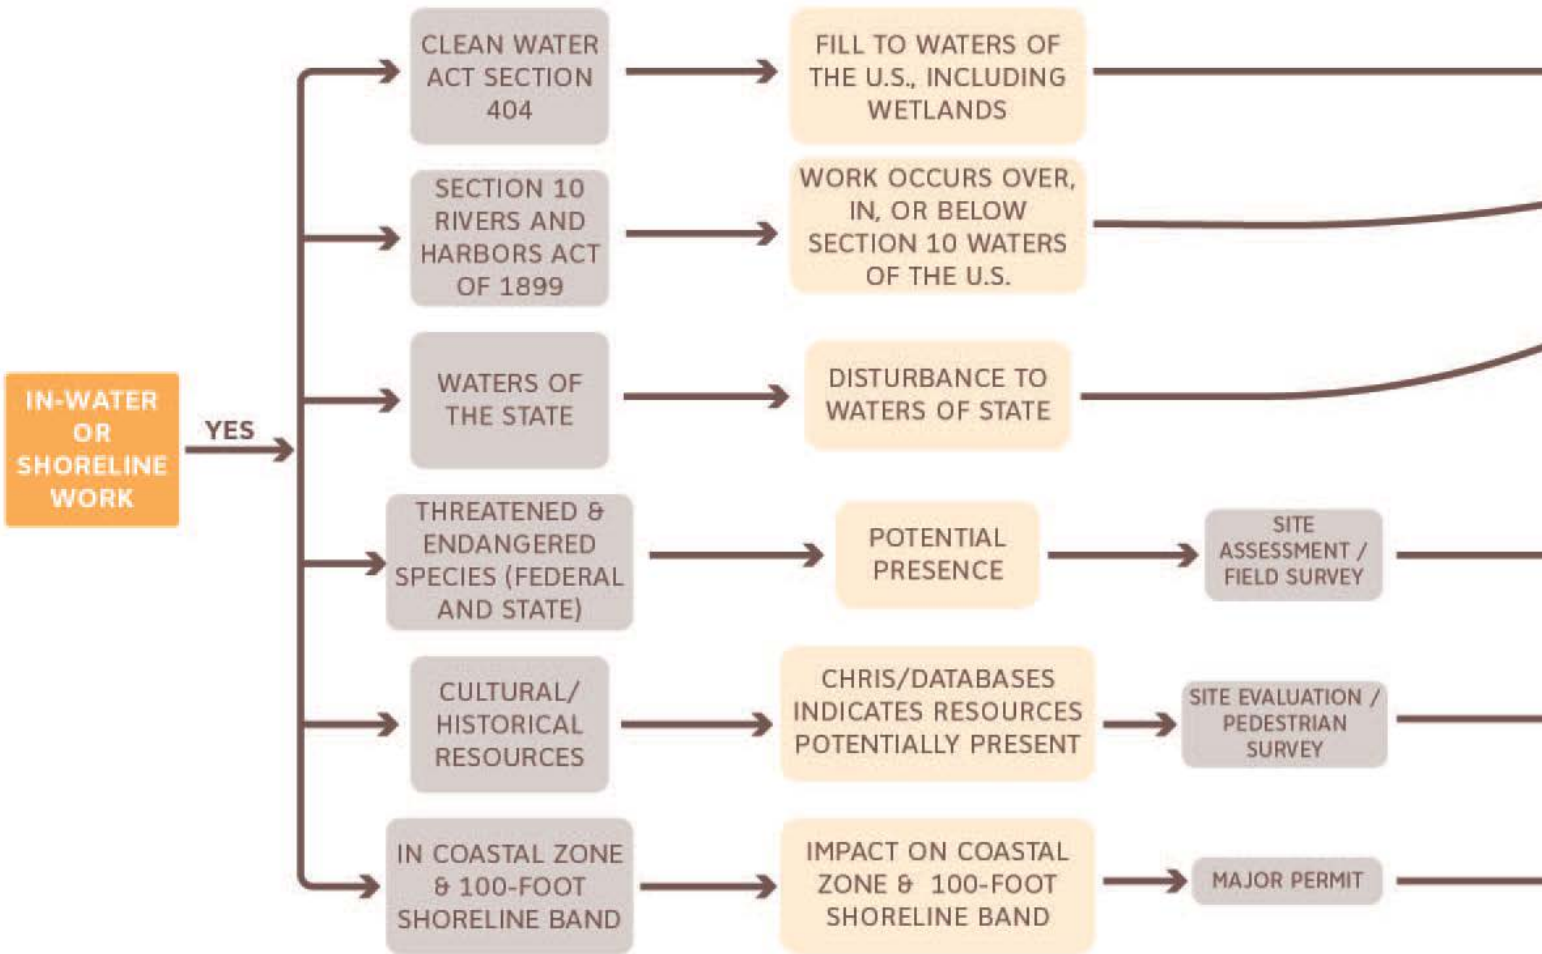 IN-WATER
OR
SHORELINE
WORK
YES
CLEAN WATER
ACT SECTION
404
FILL TO WATERS OF
THE U.S., INCLUDING
WETLANDS
SECTION 10
RIVERS AND
HARBORS ACT
OF 1899
WORK OCCURS OVER,
IN, OR BELOW
SECTION 10 WATERS
OF THE U.S.
WATERS OF
THE STATE
DISTURBANCE TO
WATERS OF STATE
THREATENED &
ENDANGERED
SPECIES (FEDERAL
AND STATE)
POTENTIAL
PRESENCE
SITE
ASSESSMENT /
FIELD SURVEY
CULTURAL/
HISTORICAL
RESOURCES
CHRIS/DATABASES
INDICATES RESOURCES
POTENTIALLY PRESENT
SITE EVALUATION /
PEDESTRIAN
SURVEY
IN COASTAL ZONE
& 100-FOOT
SHORELINE BAND
IMPACT ON COASTAL
ZONE & 100-FOOT
SHORELINE BAND
MAJOR PERMIT